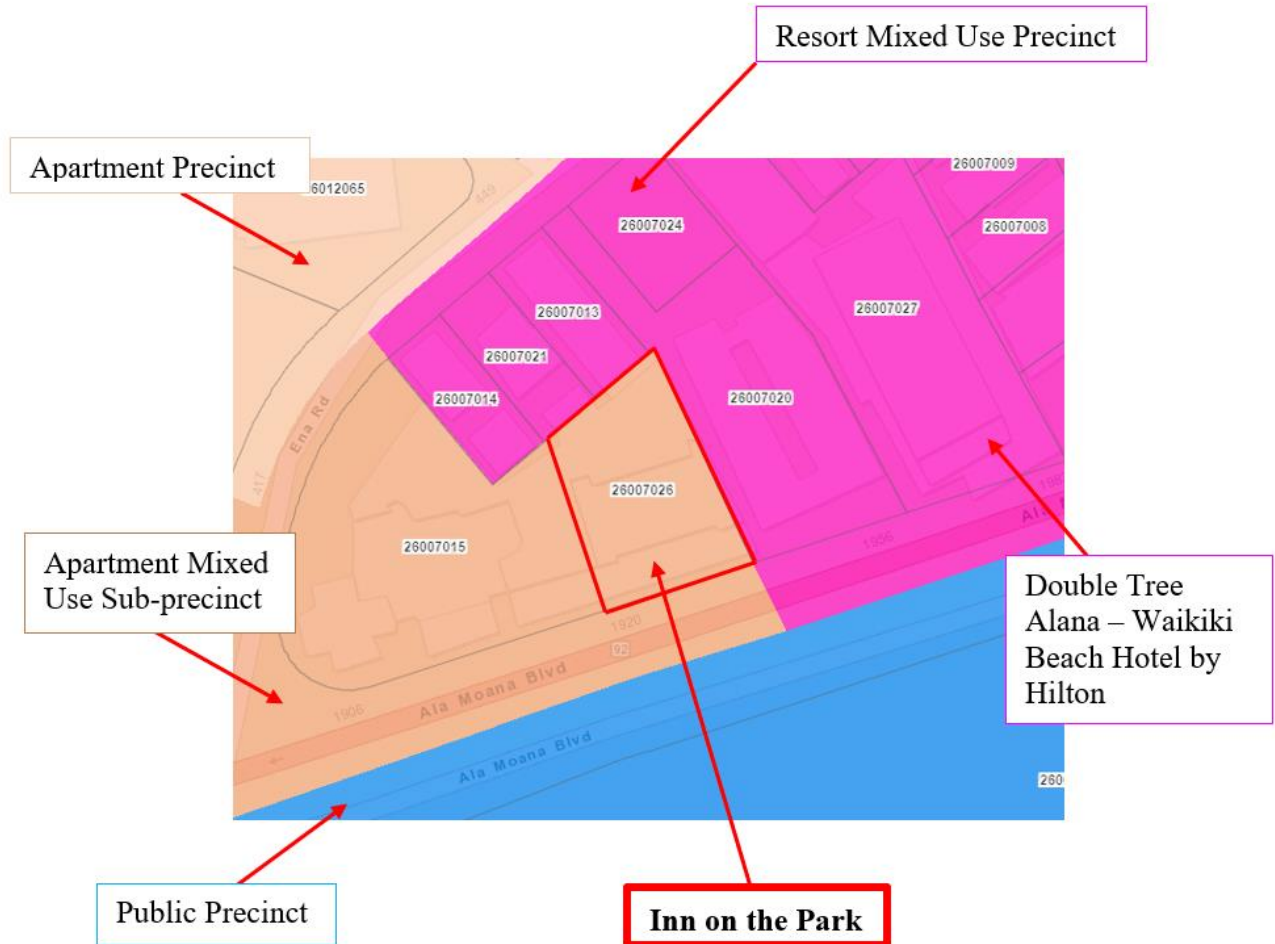 Resort Mixed Use Precinct
Apartment Precinct
26007009
449
26007024
26007008
26007013
26007027
26007021
26007014
26007020
Ena Rd
417
26007026
26007015
1956
Apartment Mixed
Use Sub-precinct
Double Tree
Alana – Waikiki
Beach Hotel by
Hilton
1920
92
Ala Moana Blvd
1906
Ala Moana Blvd
Public Precinct
Inn on the Park